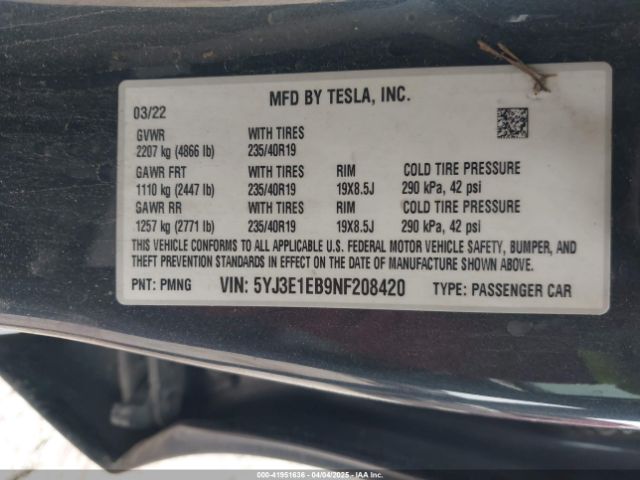 MFD BY TESLA, INC.
03/22
GVWR WITH TIRES
2207 kg (4866 lb) 235/40R19
GAWR FRT WITH TIRES RIM COLD TIRE PRESSURE
1110 kg (2447 lb) 235/40R19 19X8.5J 290 kPa, 42 psi
GAWR RR WITH TIRES RIM COLD TIRE PRESSURE
1257 kg (2771 lb) 235/40R19 19X8.5J 290 kPa, 42 psi
THIS VEHICLE CONFORMS TO ALL APPLICABLE U.S. FEDERAL MOTOR VEHICLE SAFETY, BUMPER, AND
THEFT PREVENTION STANDARDS IN EFFECT ON THE DATE OF MANUFACTURE SHOWN ABOVE.
PNT: PMNG VIN: 5YJ3E1EB9NF208420 TYPE: PASSENGER CAR
000-41951636 - 04/04/2025 - IAA Inc.